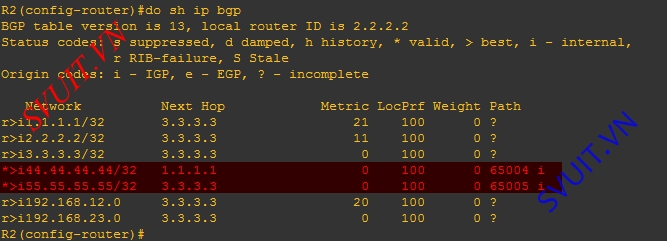 R2(config-router)#do sh ip bgp
BGP table version is 13, local router ID is 2.2.2.2
Status codes: s suppressed, d damped, h history, * valid, > best, i - internal,
              r RIB-failure, S Stale
Origin codes: i - IGP, e - EGP, ? - incomplete

   Network          Next Hop            Metric LocPrf Weight Path
r>i1.1.1.1/32       3.3.3.3                 21    100      0 ?
r>i2.2.2.2/32       3.3.3.3                 11    100      0 ?
r>i3.3.3.3/32       3.3.3.3                  0    100      0 ?
*>i44.44.44.44/32   1.1.1.1                  0    100      0 65004 i
*>i55.55.55.55/32   3.3.3.3                  0    100      0 65005 i
r>i192.168.12.0     3.3.3.3                 20    100      0 ?
r>i192.168.23.0     3.3.3.3                  0    100      0 ?
R2(config-router)#
SVUIT.VN
SVUIT.VN